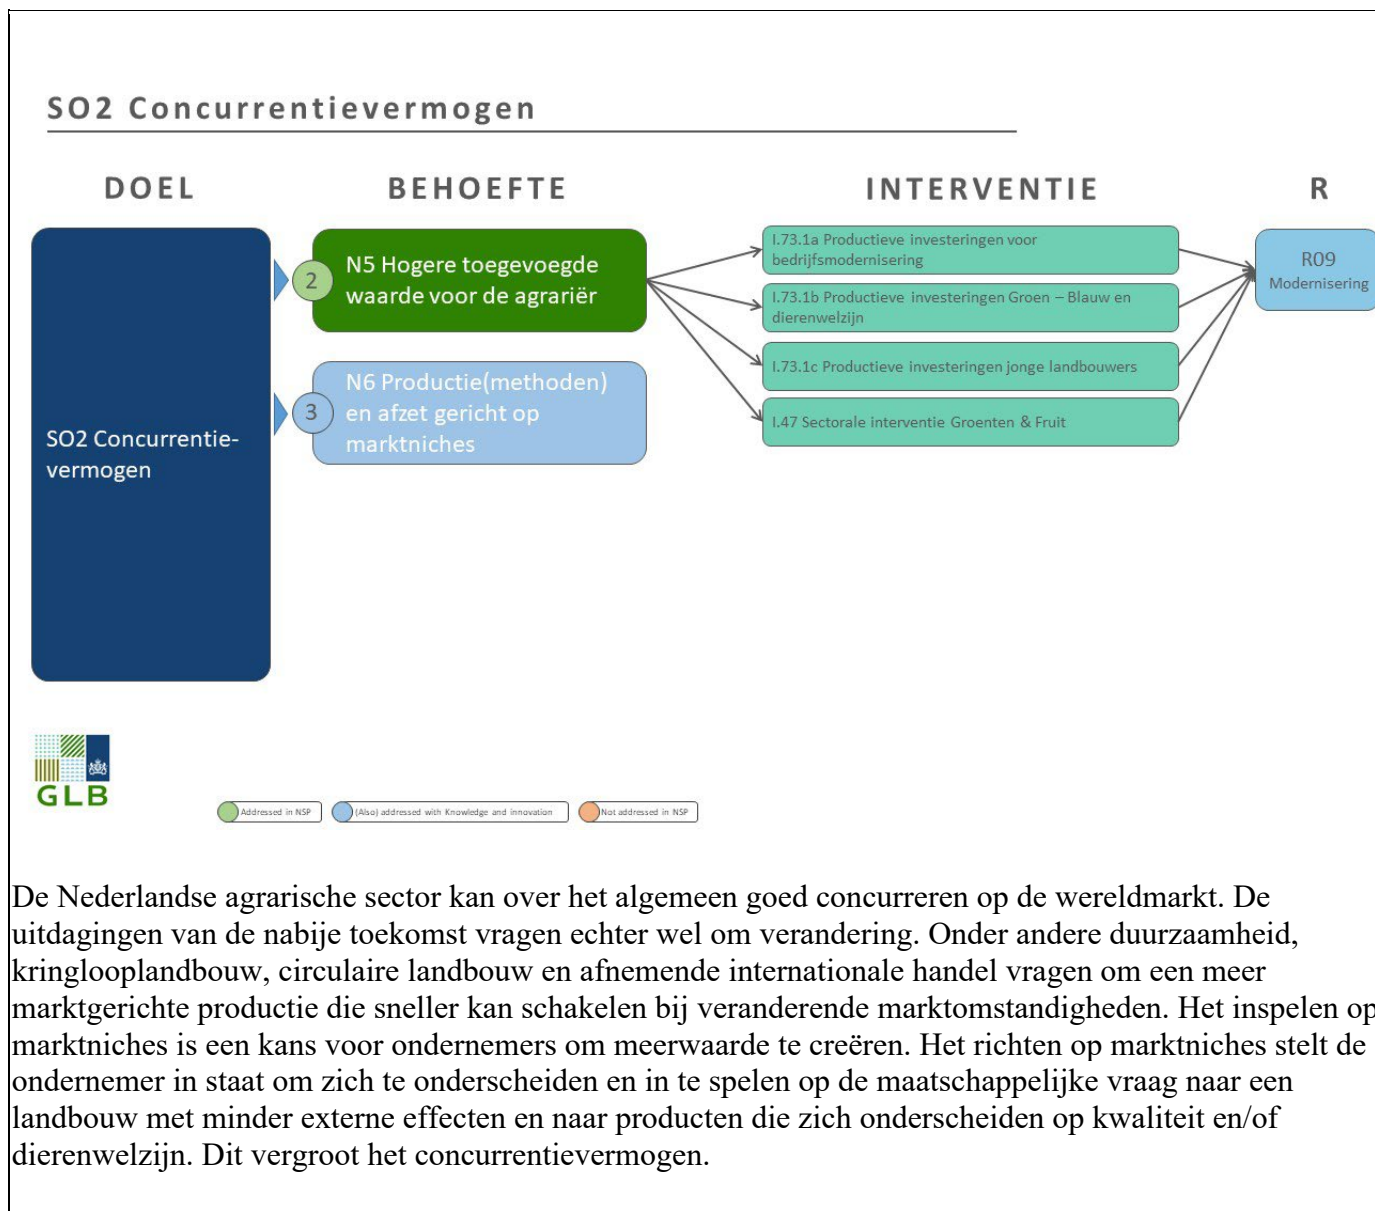 SO2 Concurrentievermogen
DOEL
BEHOEFTE
INTERVENTIE
R
SO2 Concurrentie-
vermogen
2
N5 Hogere toegevoegde
waarde voor de agrariër
3
N6 Productie(methoden)
en afzet gericht op
marktniches
I.73.1a Productieve investeringen voor
bedrijfsmodernisering
I.73.1b Productieve investeringen Groen – Blauw en
dierenwelzijn
I.73.1c Productieve investeringen jonge landbouwers
I.47 Sectorale interventie Groenten & Fruit
R09
Modernisering
GLB
Addressed in NSP
(Also) addressed with Knowledge and innovation
Not addressed in NSP
De Nederlandse agrarische sector kan over het algemeen goed concurreren op de wereldmarkt. De
uitdagingen van de nabije toekomst vragen echter wel om verandering. Onder andere duurzaamheid,
kringlooplandbouw, circulaire landbouw en afnemende internationale handel vragen om een meer
marktgerichte productie die sneller kan schakelen bij veranderende marktomstandigheden. Het inspelen op
marktniches is een kans voor ondernemers om meerwaarde te creëren. Het richten op marktniches stelt de
ondernemer in staat om zich te onderscheiden en in te spelen op de maatschappelijke vraag naar een
landbouw met minder externe effecten en naar producten die zich onderscheiden op kwaliteit en/of
dierenwelzijn. Dit vergroot het concurrentievermogen.